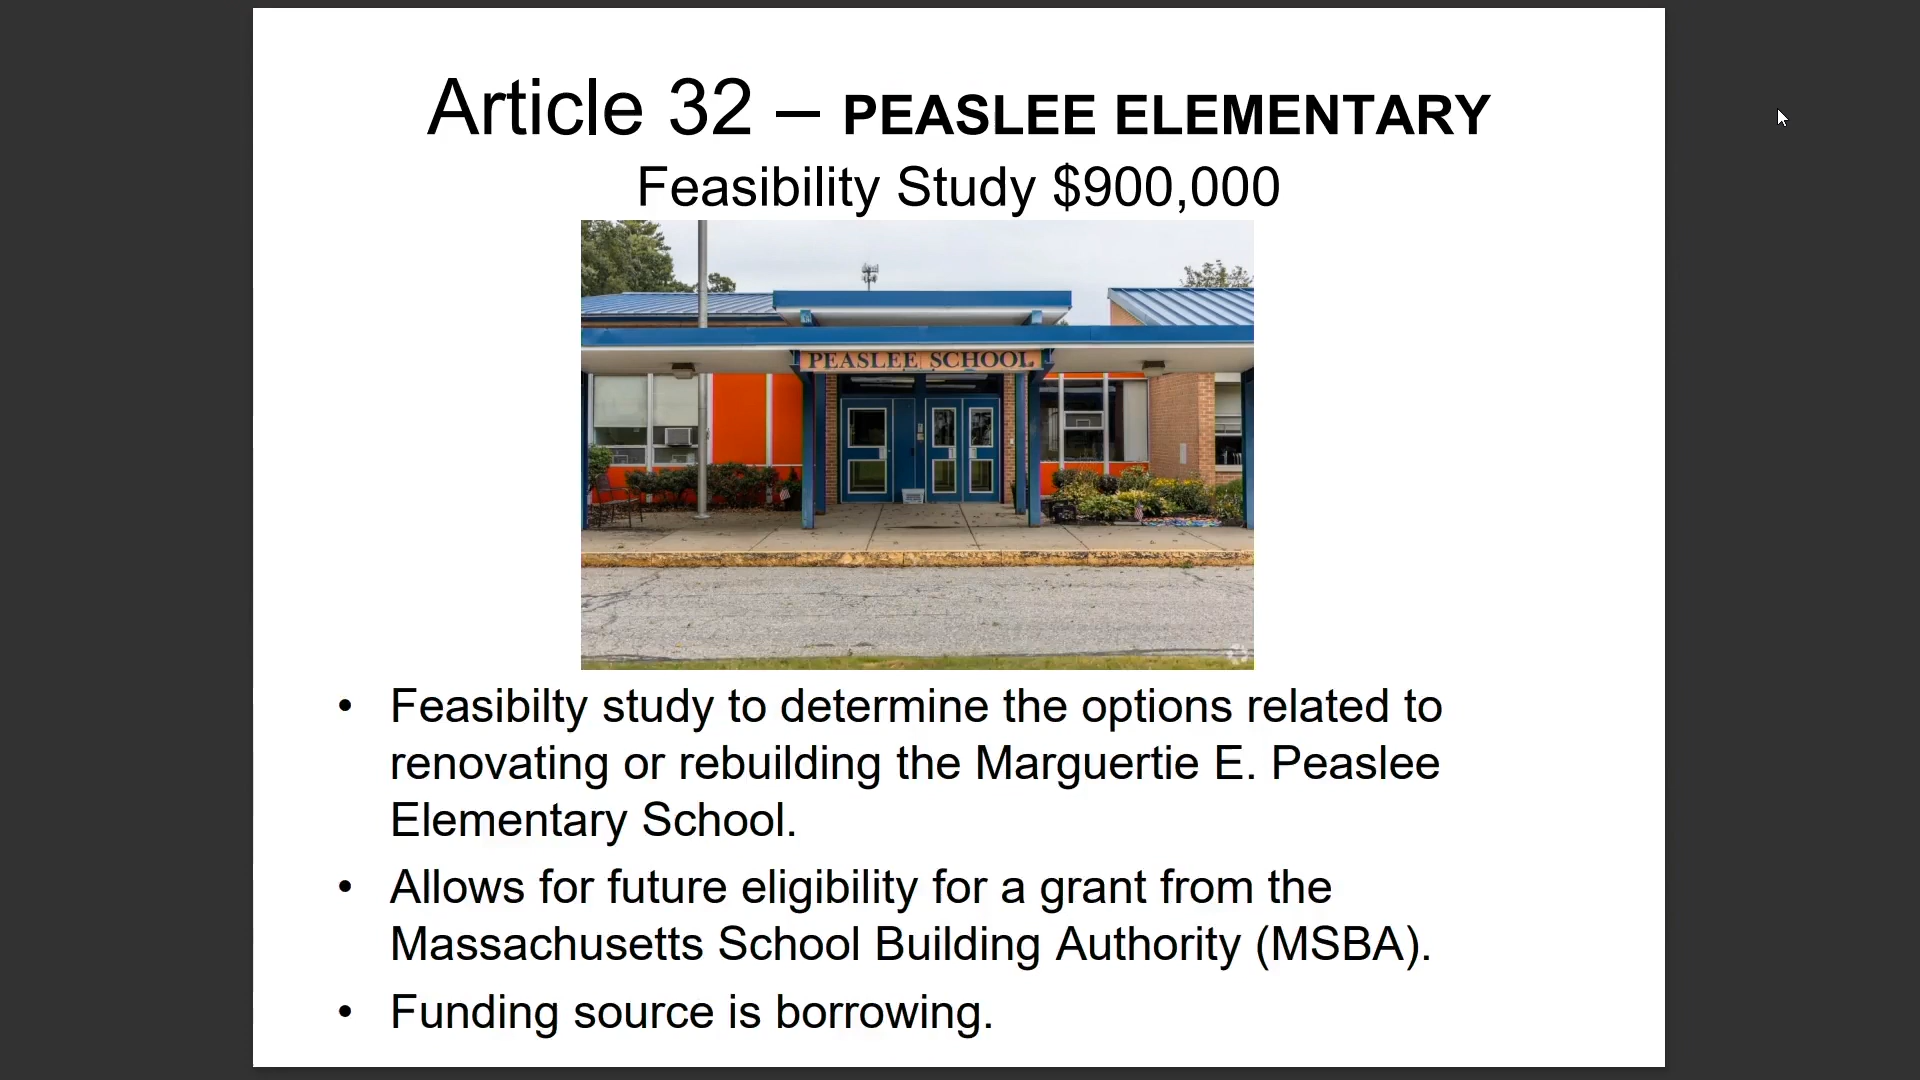 Article 32 – PEASLEE ELEMENTARY
Feasibility Study $900,000
PEASLEE SCHOOL
• Feasibilty study to determine the options related to
renovating or rebuilding the Marguertie E. Peaslee
Elementary School.
• Allows for future eligibility for a grant from the
Massachusetts School Building Authority (MSBA).
• Funding source is borrowing.